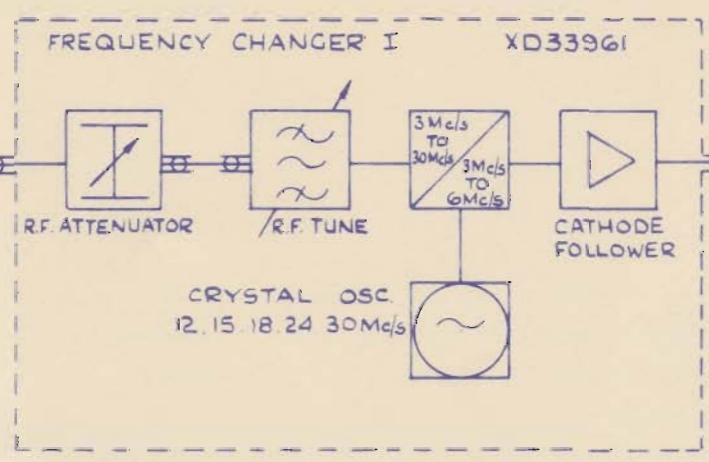 FREQUENCY CHANGER I XD33961
3Mc/s
TO
30Mc/s
3Mc/s
TO
6Mc/s
R.F. ATTENUATOR
R.F. TUNE
CATHODE
FOLLOWER
CRYSTAL OSC.
12.15.18.24 30Mc/s